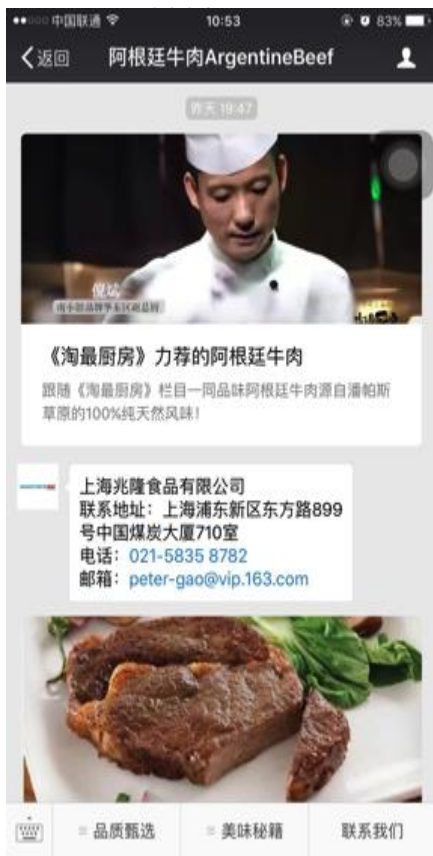 中国联通
10:53
83%
返回
阿根廷牛肉ArgentineBeef
昨天 19:47
倪斌
《淘最厨房》力荐的阿根廷牛肉
跟随《淘最厨房》栏目一同品味阿根廷牛肉源自潘帕斯
草原的100%纯天然风味!
上海兆隆食品有限公司
联系地址：上海浦东新区东方路899
号中国煤炭大厦710室
电话：021-5835 8782
邮箱：peter-gao@vip.163.com
品质甄选
美味秘籍
联系我们